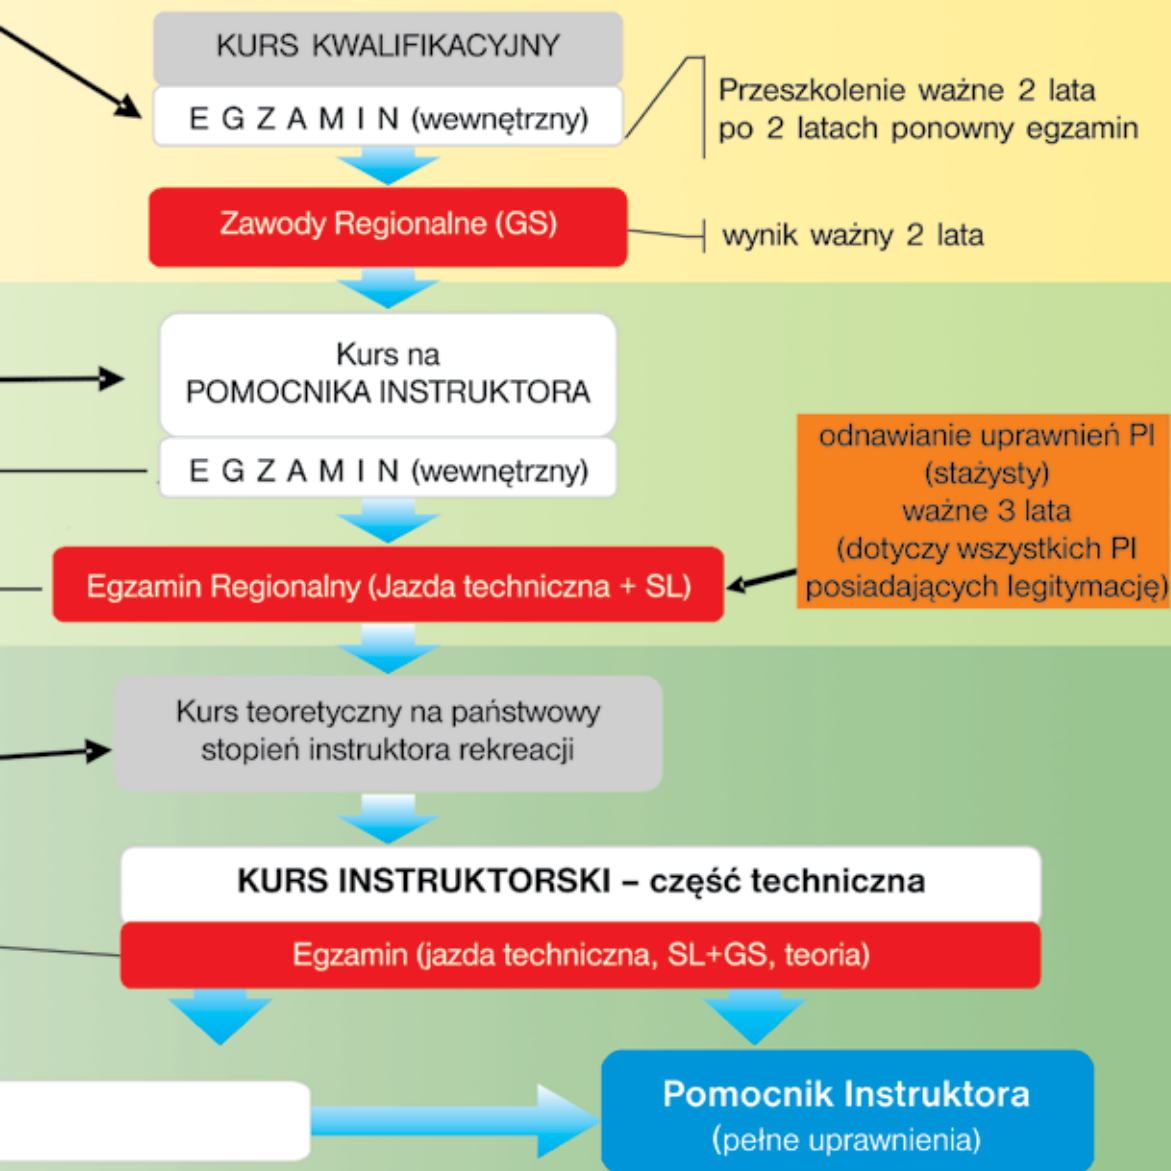 KURS KWALIFIKACYJNY
E G Z A M I N (wewnętrzny)
Przeszkolenie ważne 2 lata
po 2 latach ponowny egzamin
Zawody Regionalne (GS)
wynik ważny 2 lata
Kurs na
POMOCNIKA INSTRUKTORA
E G Z A M I N (wewnętrzny)
odnawianie uprawnień PI
(stażysty)
ważne 3 lata
(dotyczy wszystkich PI
posiadających legitymację)
Egzamin Regionalny (Jazda techniczna + SL)
Kurs teoretyczny na państwowy
stopień instruktora rekreacji
KURS INSTRUKTORSKI – część techniczna
Egzamin (jazda techniczna, SL+GS, teoria)
Pomocnik Instruktora
(pełne uprawnienia)